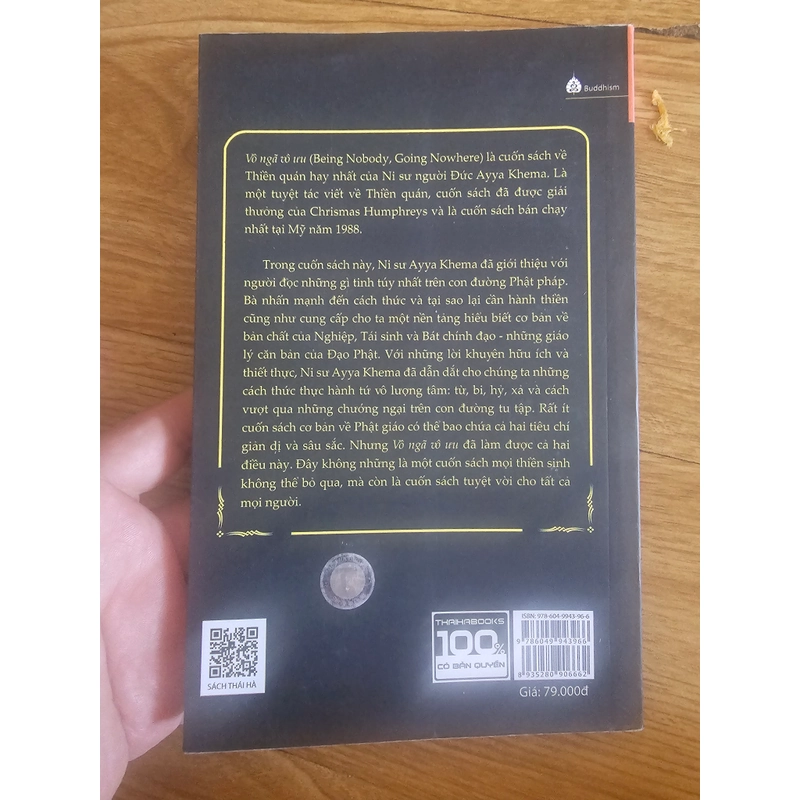 Buddhism
Vô ngã vô ưu (Being Nobody, Going Nowhere) là cuốn sách về
Thiền quán hay nhất của Ni sư người Đức Ayya Khema. Là
một tuyệt tác viết về Thiền quán, cuốn sách đã được giải
thưởng của Chrismas Humphreys và là cuốn sách bán chạy
nhất tại Mỹ năm 1988.
Trong cuốn sách này, Ni sư Ayya Khema đã giới thiệu với
người đọc những gì tinh túy nhất trên con đường Phật pháp.
Bà nhấn mạnh đến cách thức và tại sao lại cần hành thiền
cũng như cung cấp cho ta một nền tảng hiểu biết cơ bản về
bản chất của Nghiệp, Tái sinh và Bát chính đạo - những giáo
lý căn bản của Đạo Phật. Với những lời khuyên hữu ích và
thiết thực, Ni sư Ayya Khema đã dẫn dắt cho chúng ta những
cách thức thực hành tứ vô lượng tâm: từ, bi, hỷ, xả và cách
vượt qua những chướng ngại trên con đường tu tập. Rất ít
cuốn sách cơ bản về Phật giáo có thể bao chứa cả hai tiêu chí
giản dị và sâu sắc. Nhưng Vô ngã vô ưu đã làm được cả hai
điều này. Đây không những là một cuốn sách mọi thiền sinh
không thể bỏ qua, mà còn là cuốn sách tuyệt vời cho tất cả
mọi người.
SÁCH THÁI HÀ
THAIHABOOKS
100%
CÓ BẢN QUYỀN
ISBN: 978-604-9943-96-6
9 786049 943966
8 935280 906662
Giá: 79.000đ